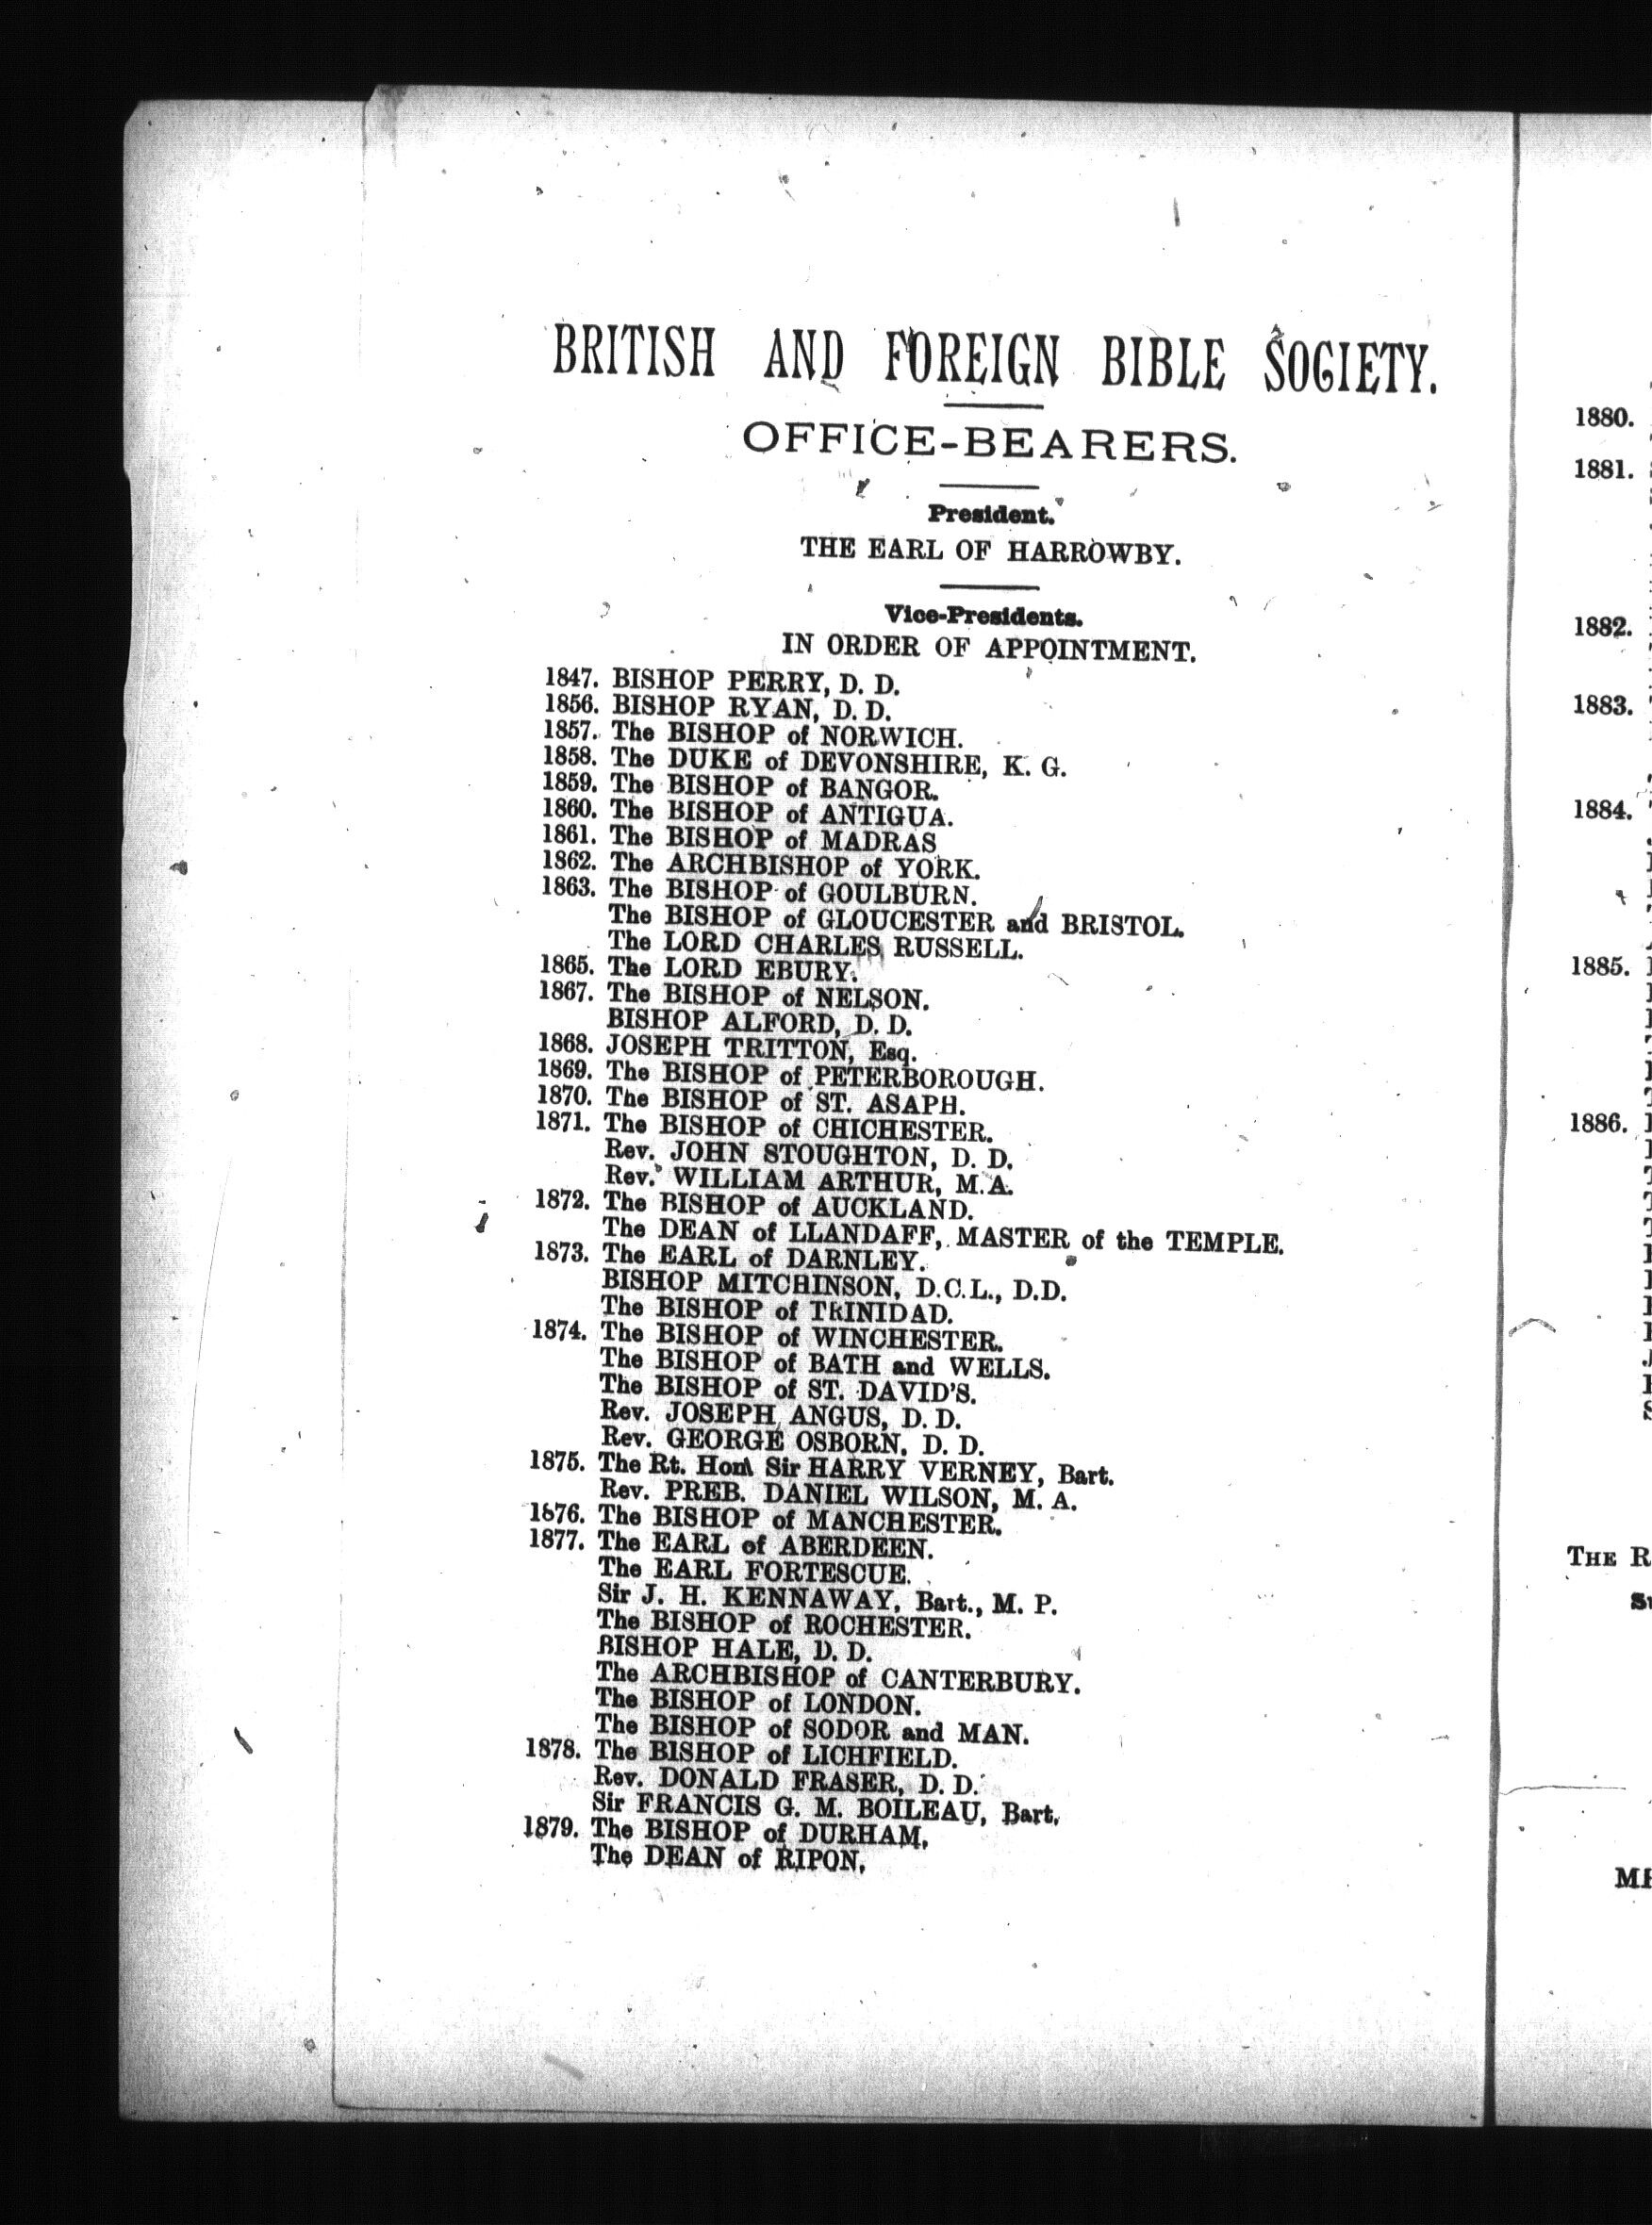 BRITISH AND FOREIGN BIBLE SOCIETY.
OFFICE-BEARERS.
President.
THE EARL OF HARROWBY.
Vice-Presidents.
IN ORDER OF APPOINTMENT.
1847. BISHOP PERRY, D. D.
1856. BISHOP RYAN, D. D.
1857. The BISHOP of NORWICH.
1858. The DUKE of DEVONSHIRE, K. G.
1859. The BISHOP of BANGOR.
1860. The BISHOP of ANTIGUA.
1861. The BISHOP of MADRAS
1862. The ARCHBISHOP of YORK.
1863. The BISHOP of GOULBURN.
The BISHOP of GLOUCESTER and BRISTOL.
The LORD CHARLES RUSSELL.
1865. The LORD EBURY.
1867. The BISHOP of NELSON.
BISHOP ALFORD, D. D.
1868. JOSEPH TRITTON, Esq.
1869. The BISHOP of PETERBOROUGH.
1870. The BISHOP of ST. ASAPH.
1871. The BISHOP of CHICHESTER.
Rev. JOHN STOUGHTON, D. D.
Rev. WILLIAM ARTHUR, M.A.
1872. The BISHOP of AUCKLAND.
The DEAN of LLANDAFF, MASTER of the TEMPLE.
1873. The EARL of DARNLEY.
BISHOP MITCHINSON, D.C.L., D.D.
The BISHOP of TRINIDAD.
1874. The BISHOP of WINCHESTER.
The BISHOP of BATH and WELLS.
The BISHOP of ST. DAVID'S.
Rev. JOSEPH ANGUS, D. D.
Rev. GEORGE OSBORN, D. D.
1875. The Rt. Hon. Sir HARRY VERNEY, Bart.
Rev. PREB. DANIEL WILSON, M. A.
1876. The BISHOP of MANCHESTER.
1877. The EARL of ABERDEEN.
The EARL FORTESCUE.
Sir J. H. KENNAWAY, Bart., M. P.
The BISHOP of ROCHESTER.
BISHOP HALE, D. D.
The ARCHBISHOP of CANTERBURY.
The BISHOP of LONDON.
The BISHOP of SODOR and MAN.
1878. The BISHOP of LICHFIELD.
Rev. DONALD FRASER, D. D.
Sir FRANCIS G. M. BOILEAU, Bart.
1879. The BISHOP of DURHAM.
The DEAN of RIPON.
1880.
1881.
1882.
1883.
1884.
1885.
1886.
THE